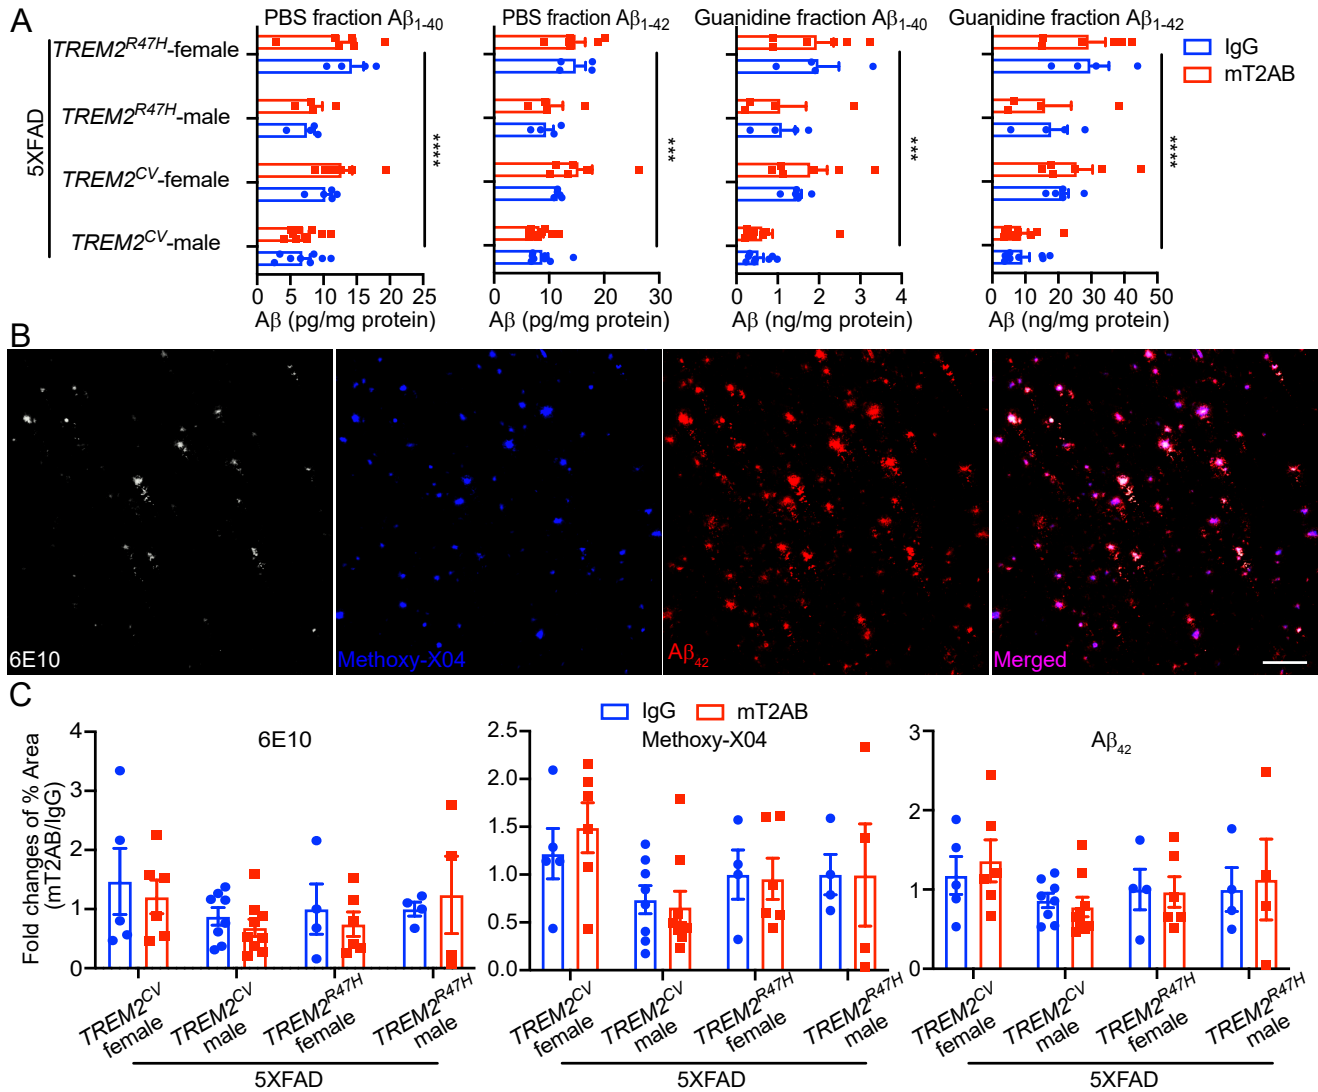 A
PBS fraction Aβ1-40
PBS fraction Aβ1-42
Guanidine fraction Aβ1-40
Guanidine fraction Aβ1-42
5XFAD
TREM2R47H-female
TREM2R47H-male
TREM2CV-female
TREM2CV-male
****
***
***
****
IgG
mT2AB
0 5 10 15 20 25
0 10 20 30
0 1 2 3 4
0 10 20 30 40 50
Aβ (pg/mg protein)
Aβ (pg/mg protein)
Aβ (ng/mg protein)
Aβ (ng/mg protein)
B
6E10
Methoxy-X04
Aβ42
Merged
C
IgG mT2AB
Fold changes of % Area
(mT2AB/IgG)
6E10
4
3
2
1
0
TREM2CV
female
TREM2CV
male
TREM2R47H
female
TREM2R47H
male
5XFAD
Methoxy-X04
2.5
2.0
1.5
1.0
0.5
0.0
TREM2CV
female
TREM2CV
male
TREM2R47H
female
TREM2R47H
male
5XFAD
Aβ42
3
2
1
0
TREM2CV
female
TREM2CV
male
TREM2R47H
female
TREM2R47H
male
5XFAD